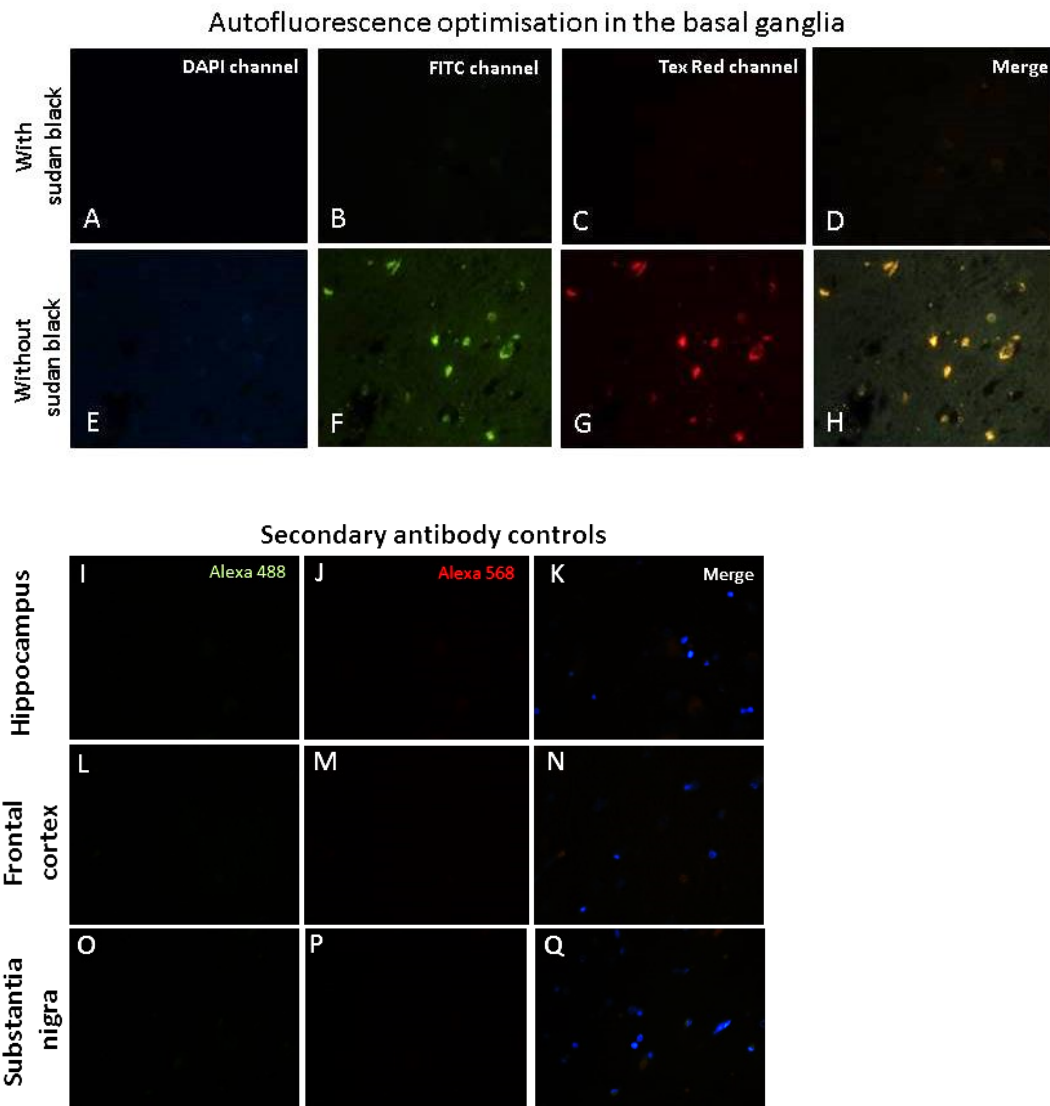 Autofluorescence optimisation in the basal ganglia
With
sudan black
DAPI channel
A
FITC channel
B
Tex Red channel
C
Merge
D
Without
sudan black
E
F
G
H
Secondary antibody controls
Hippocampus
I
Alexa 488
J
Alexa 568
K
Merge
Frontal
cortex
L
M
N
Substantia
nigra
O
P
Q